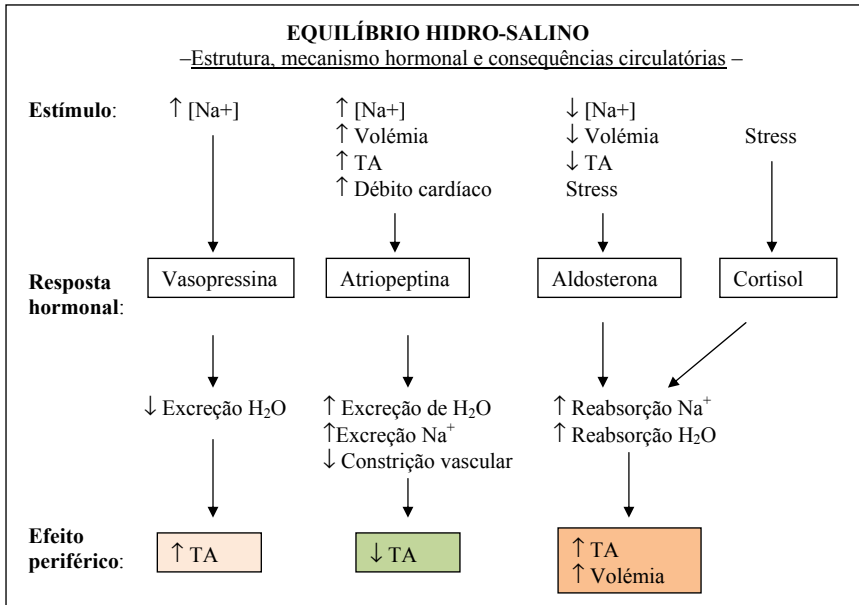 EQUILÍBRIO HIDRO-SALINO
–Estrutura, mecanismo hormonal e consequências circulatórias –
Estímulo:
↑ [Na+]
↑ [Na+]
↑ Volémia
↑ TA
↑ Débito cardíaco
↓ [Na+]
↓ Volémia
↓ TA
Stress
Stress
Resposta
hormonal:
Vasopressina
Atriopeptina
Aldosterona
Cortisol
↓ Excreção H₂O
↑ Excreção de H₂O
↑Excreção Na⁺
↓ Constrição vascular
↑ Reabsorção Na⁺
↑ Reabsorção H₂O
Efeito
periférico:
↑ TA
↓ TA
↑ TA
↑ Volémia